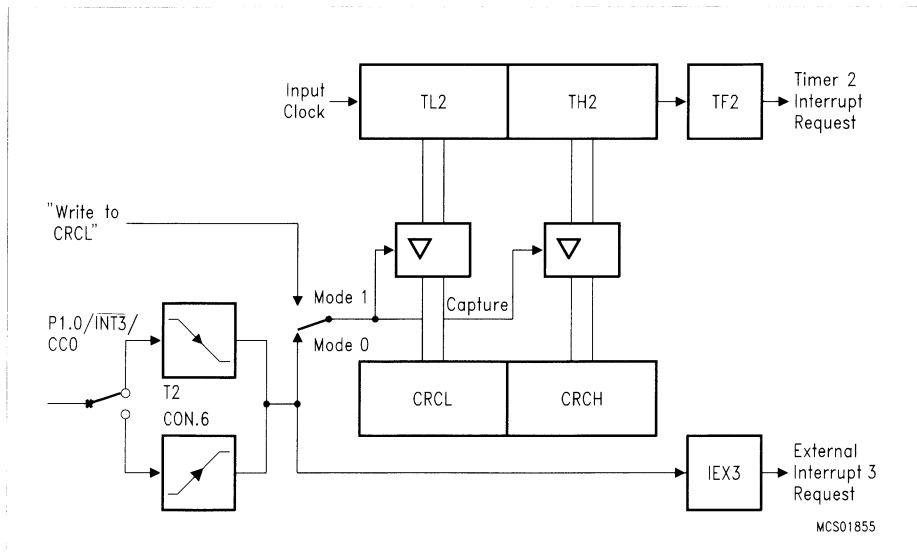 Input
Clock
TL2
TH2
TF2
Timer 2
Interrupt
Request
"Write to
CRCL"
Mode 1
Capture
Mode 0
P1.0/INT3/
CC0
T2
CON.6
CRCL
CRCH
IEX3
External
Interrupt 3
Request
MCS01855